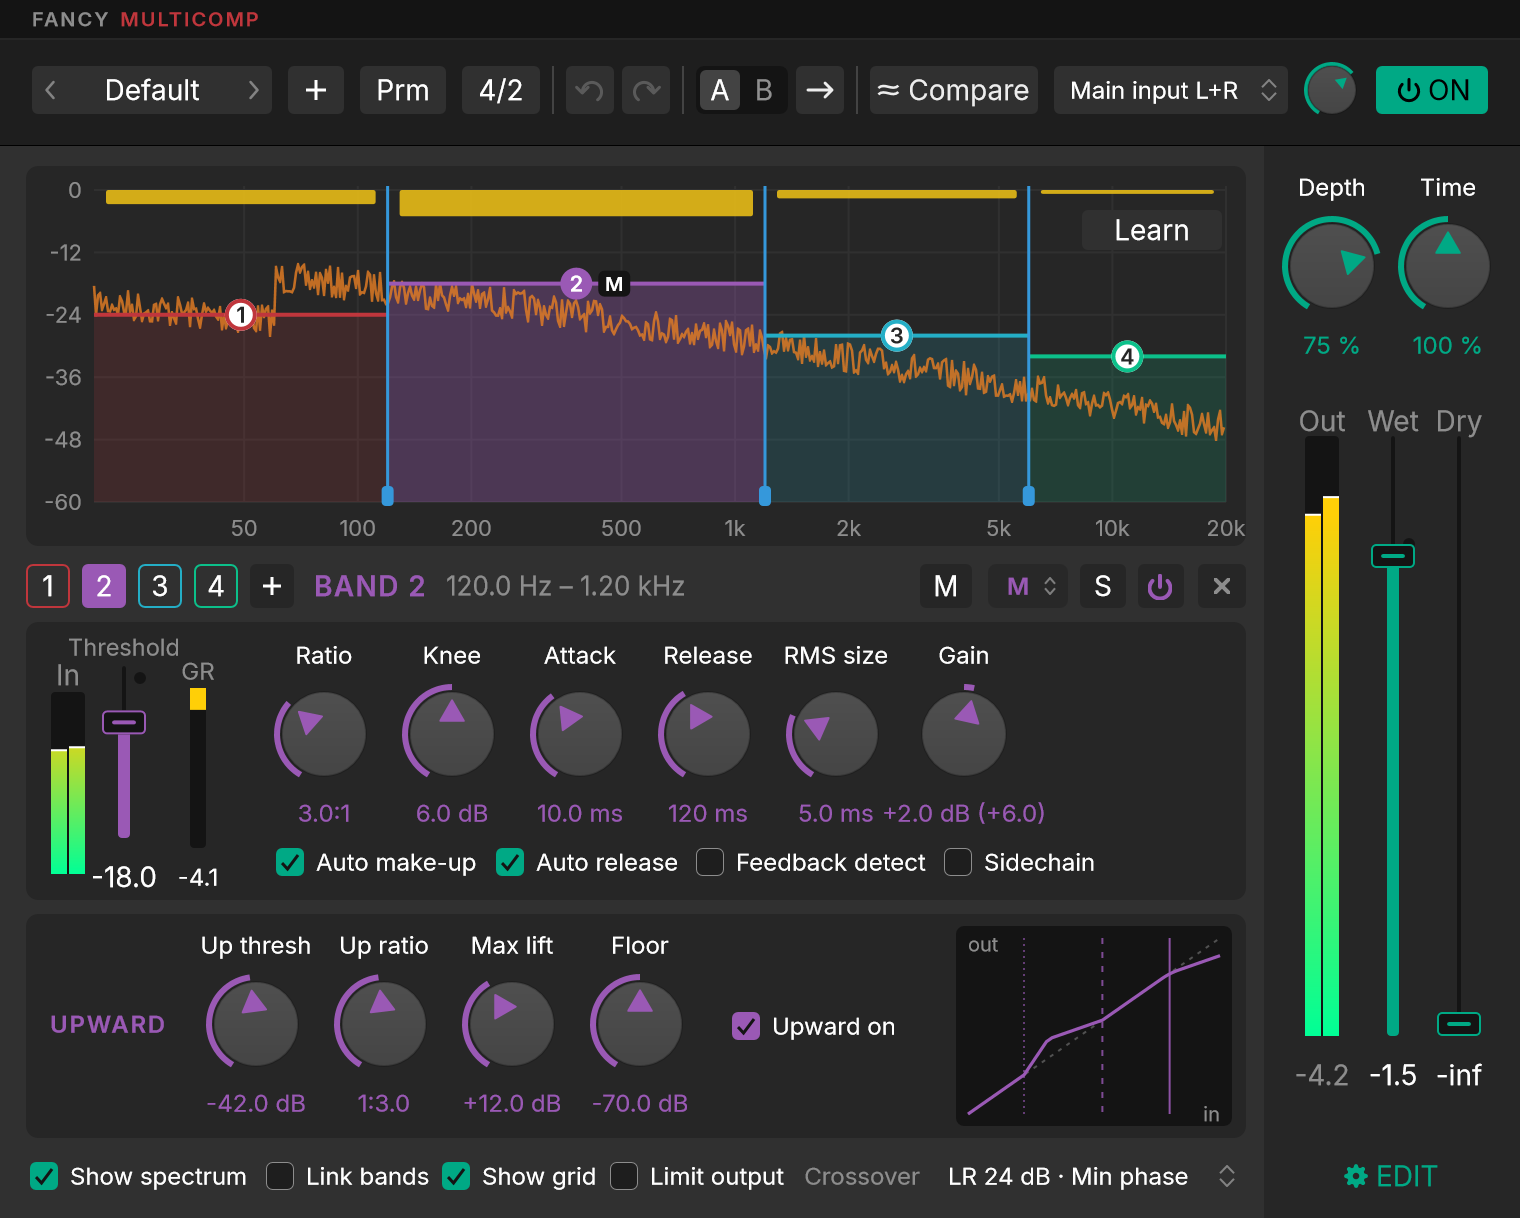 FANCY MULTICOMP
Default + Prm 4/2 A B → ≈ Compare Main input L+R ON
0
-12
-24
-36
-48
-60
Learn
1 2 M 3 4
50 100 200 500 1k 2k 5k 10k 20k
1 2 3 4 + BAND 2 120.0 Hz – 1.20 kHz M M S ×
Threshold
In GR
-18.0 -4.1
Ratio Knee Attack Release RMS size Gain
3.0:1 6.0 dB 10.0 ms 120 ms 5.0 ms +2.0 dB (+6.0)
Auto make-up Auto release Feedback detect Sidechain
UPWARD
Up thresh Up ratio Max lift Floor
-42.0 dB 1:3.0 +12.0 dB -70.0 dB
Upward on
out
in
Show spectrum Link bands Show grid Limit output Crossover LR 24 dB · Min phase
Depth Time
75 % 100 %
Out Wet Dry
-4.2 -1.5 -inf
EDIT